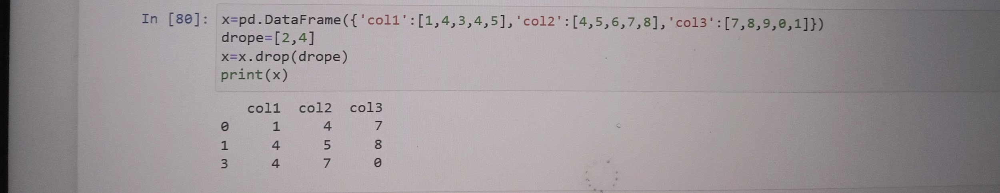 In [80]: x=pd.DataFrame({'col1':[1,4,3,4,5],'col2':[4,5,6,7,8],'col3':[7,8,9,0,1]})
drope=[2,4]
x=x.drop(drope)
print(x)
col1 col2 col3
0 1 4 7
1 4 5 8
3 4 7 0